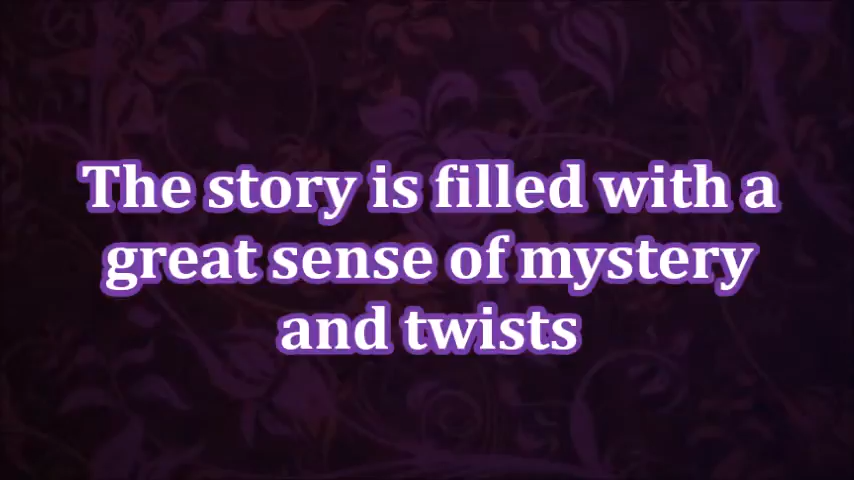 The story is filled with a
great sense of mystery
and twists